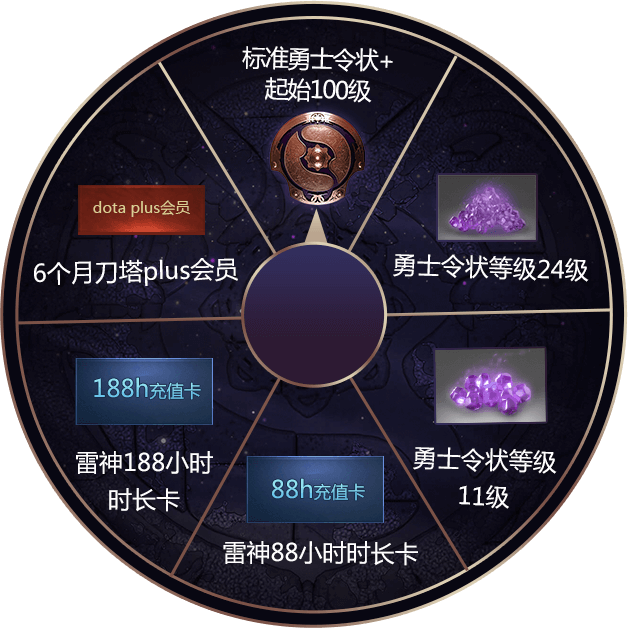 标准勇士令状+
起始100级
dota plus会员
6个月刀塔plus会员
勇士令状等级24级
188h充值卡
雷神188小时
时长卡
88h充值卡
雷神88小时时长卡
勇士令状等级
11级